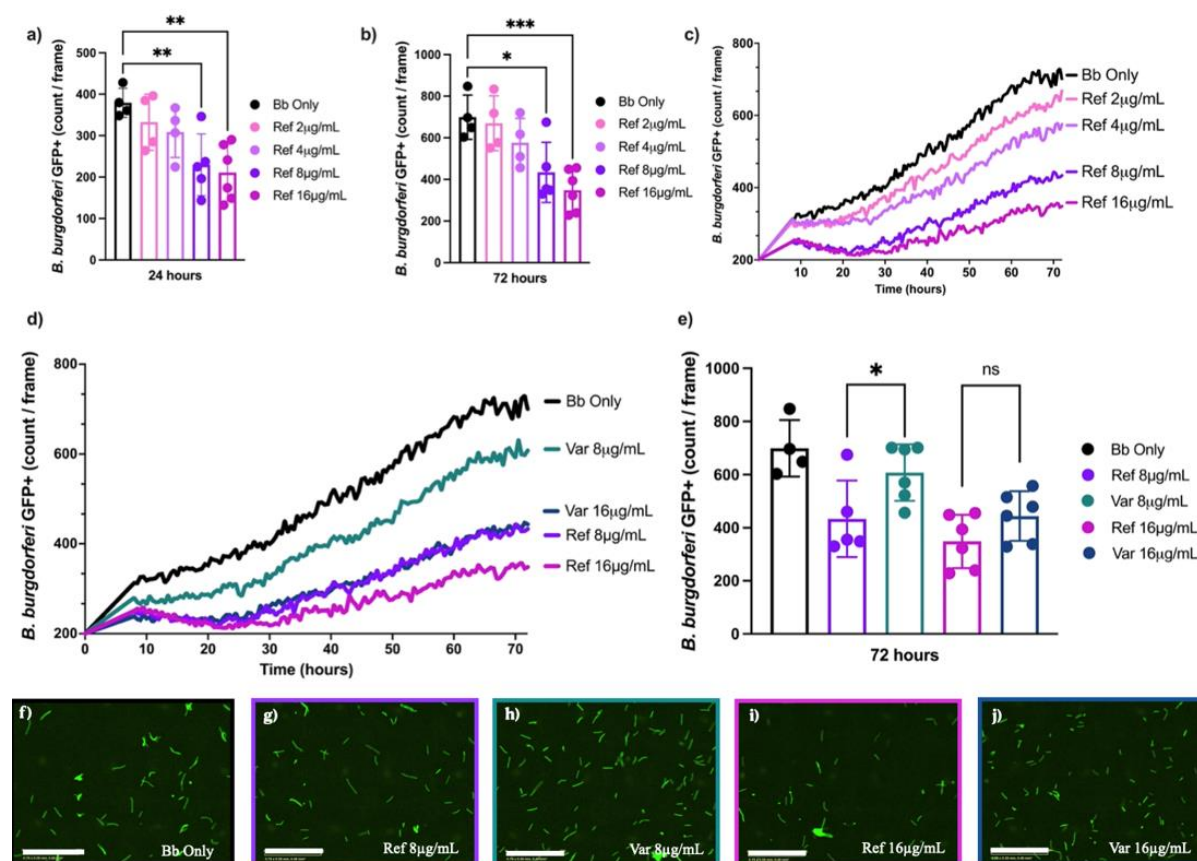 a)
**
**
B. burgdorferi GFP+ (count / frame)
500
400
300
200
100
0
24 hours
Bb Only
Ref 2µg/mL
Ref 4µg/mL
Ref 8µg/mL
Ref 16µg/mL
b)
***
*
B. burgdorferi GFP+ (count / frame)
1000
800
600
400
200
0
72 hours
Bb Only
Ref 2µg/mL
Ref 4µg/mL
Ref 8µg/mL
Ref 16µg/mL
c)
B. burgdorferi GFP+ (count / frame)
800
600
400
200
10 20 30 40 50 60 70
Time (hours)
Bb Only
Ref 2µg/mL
Ref 4µg/mL
Ref 8µg/mL
Ref 16µg/mL
d)
B. burgdorferi GFP+ (count / frame)
800
600
400
200
0 10 20 30 40 50 60 70
Time (hours)
Bb Only
Var 8µg/mL
Var 16µg/mL
Ref 8µg/mL
Ref 16µg/mL
e)
*
ns
B. burgdorferi GFP+ (count / frame)
1000
800
600
400
200
0
72 hours
Bb Only
Ref 8µg/mL
Var 8µg/mL
Ref 16µg/mL
Var 16µg/mL
f)
Bb Only
g)
Ref 8µg/mL
h)
Var 8µg/mL
i)
Ref 16µg/mL
j)
Var 16µg/mL